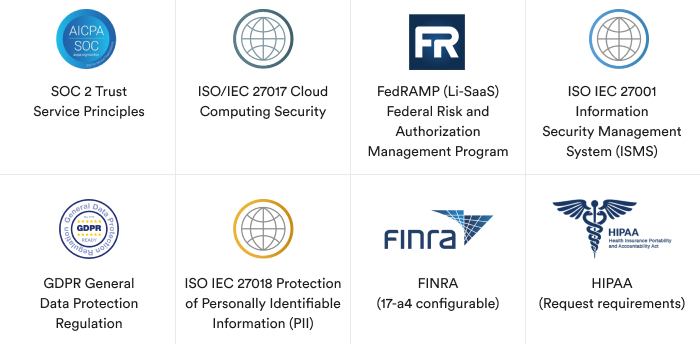 AICPA
SOC
SOC 2 Trust
Service Principles
ISO/IEC 27017 Cloud
Computing Security
FR
FedRAMP (Li-SaaS)
Federal Risk and
Authorization
Management Program
ISO IEC 27001
Information
Security Management
System (ISMS)
General Data Protection
Regulation
GDPR
READY
GDPR General
Data Protection
Regulation
ISO IEC 27018 Protection
of Personally Identifiable
Information (PII)
FINRA
FINRA
(17-a4 configurable)
HIPAA
Health Insurance Portability
and Accountability Act
HIPAA
(Request requirements)